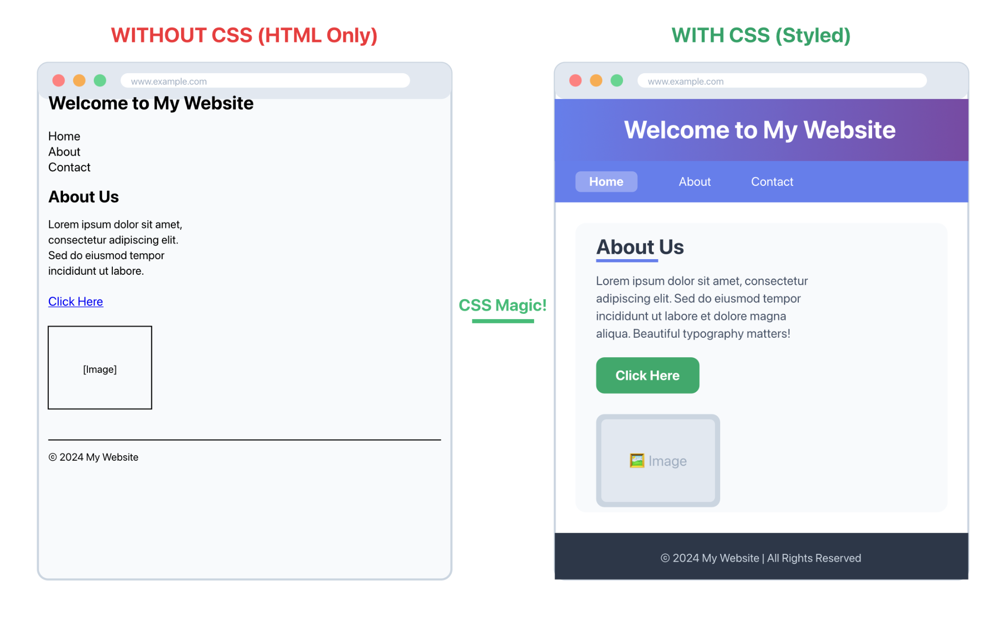 WITHOUT CSS (HTML Only)
www.example.com
Welcome to My Website
Home
About
Contact
About Us
Lorem ipsum dolor sit amet,
consectetur adipiscing elit.
Sed do eiusmod tempor
incididunt ut labore.
Click Here
[Image]
© 2024 My Website
CSS Magic!
WITH CSS (Styled)
www.example.com
Welcome to My Website
Home About Contact
About Us
Lorem ipsum dolor sit amet, consectetur
adipiscing elit. Sed do eiusmod tempor
incididunt ut labore et dolore magna
aliqua. Beautiful typography matters!
Click Here
🖼️ Image
© 2024 My Website | All Rights Reserved